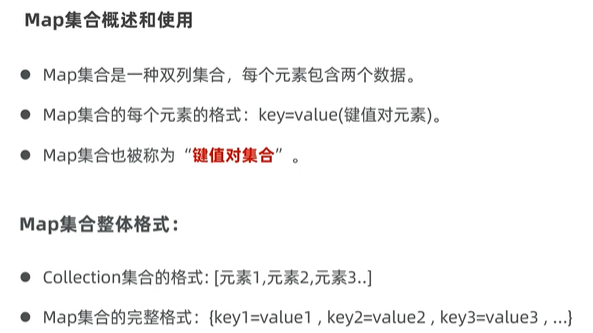 Map集合概述和使用
● Map集合是一种双列集合，每个元素包含两个数据。
● Map集合的每个元素的格式：key=value(键值对元素)。
● Map集合也被称为“键值对集合”。
Map集合整体格式：
● Collection集合的格式: [元素1,元素2,元素3..]
● Map集合的完整格式：{key1=value1 , key2=value2 , key3=value3 , ...}